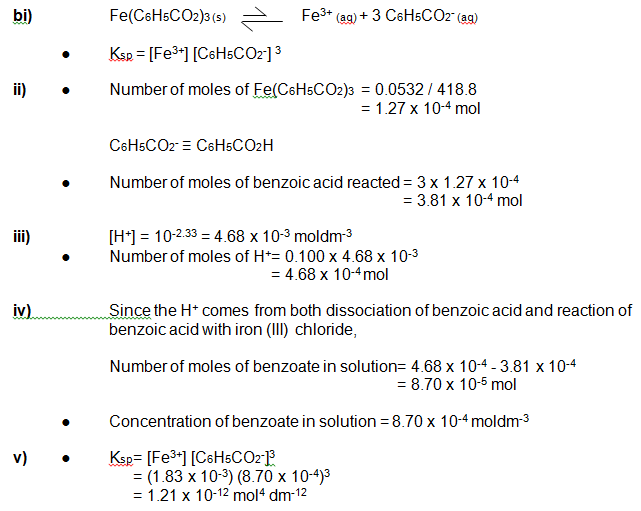 bi) Fe(C6H5CO2)3 (s) ⇌ Fe³⁺ (aq) + 3 C6H5CO2⁻ (aq)
• Ksp = [Fe³⁺] [C6H5CO2⁻] ³
ii) • Number of moles of Fe(C6H5CO2)3 = 0.0532 / 418.8
= 1.27 x 10⁻⁴ mol
C6H5CO2⁻ ≡ C6H5CO2H
• Number of moles of benzoic acid reacted = 3 x 1.27 x 10⁻⁴
= 3.81 x 10⁻⁴ mol
iii) [H⁺] = 10⁻²·³³ = 4.68 x 10⁻³ moldm⁻³
• Number of moles of H⁺= 0.100 x 4.68 x 10⁻³
= 4.68 x 10⁻⁴ mol
iv) Since the H⁺ comes from both dissociation of benzoic acid and reaction of
benzoic acid with iron (III) chloride,
Number of moles of benzoate in solution= 4.68 x 10⁻⁴ - 3.81 x 10⁻⁴
= 8.70 x 10⁻⁵ mol
• Concentration of benzoate in solution = 8.70 x 10⁻⁴ moldm⁻³
v) • Ksp= [Fe³⁺] [C6H5CO2⁻]³
= (1.83 x 10⁻³) (8.70 x 10⁻⁴)³
= 1.21 x 10⁻¹² mol⁴ dm⁻¹²